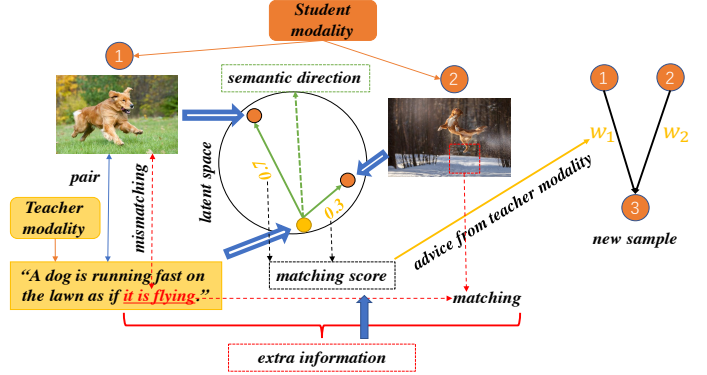 Student
modality
1
2
semantic direction
1
2
pair
mismatching
latent space
0.7
0.3
w1
w2
Teacher
modality
advice from teacher modality
3
new sample
"A dog is running fast on
the lawn as if it is flying."
matching score
matching
extra information